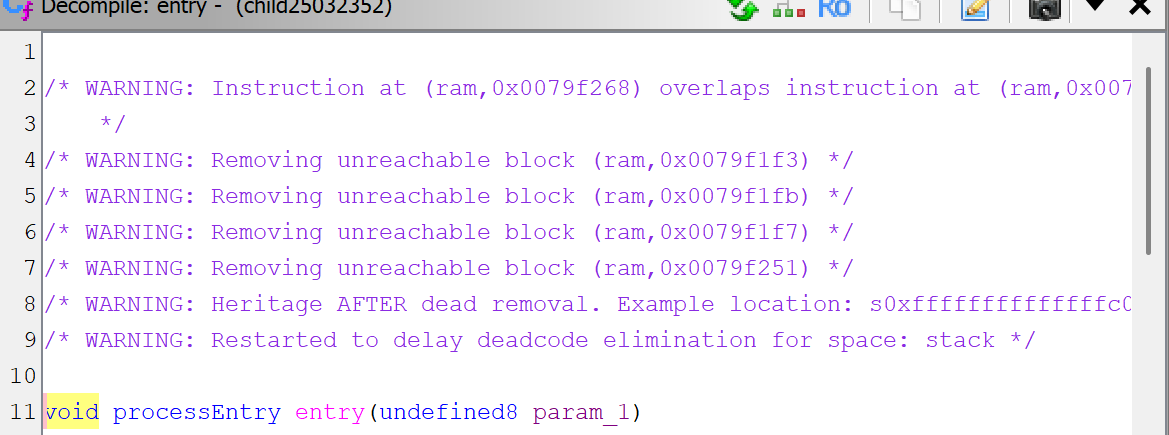 Decompile: entry - (child25032352)
Ro
1
2 /* WARNING: Instruction at (ram,0x0079f268) overlaps instruction at (ram,0x007
3 */
4 /* WARNING: Removing unreachable block (ram,0x0079f1f3) */
5 /* WARNING: Removing unreachable block (ram,0x0079f1fb) */
6 /* WARNING: Removing unreachable block (ram,0x0079f1f7) */
7 /* WARNING: Removing unreachable block (ram,0x0079f251) */
8 /* WARNING: Heritage AFTER dead removal. Example location: s0xffffffffffffffc0
9 /* WARNING: Restarted to delay deadcode elimination for space: stack */
10
11 void processEntry entry(undefined8 param_1)